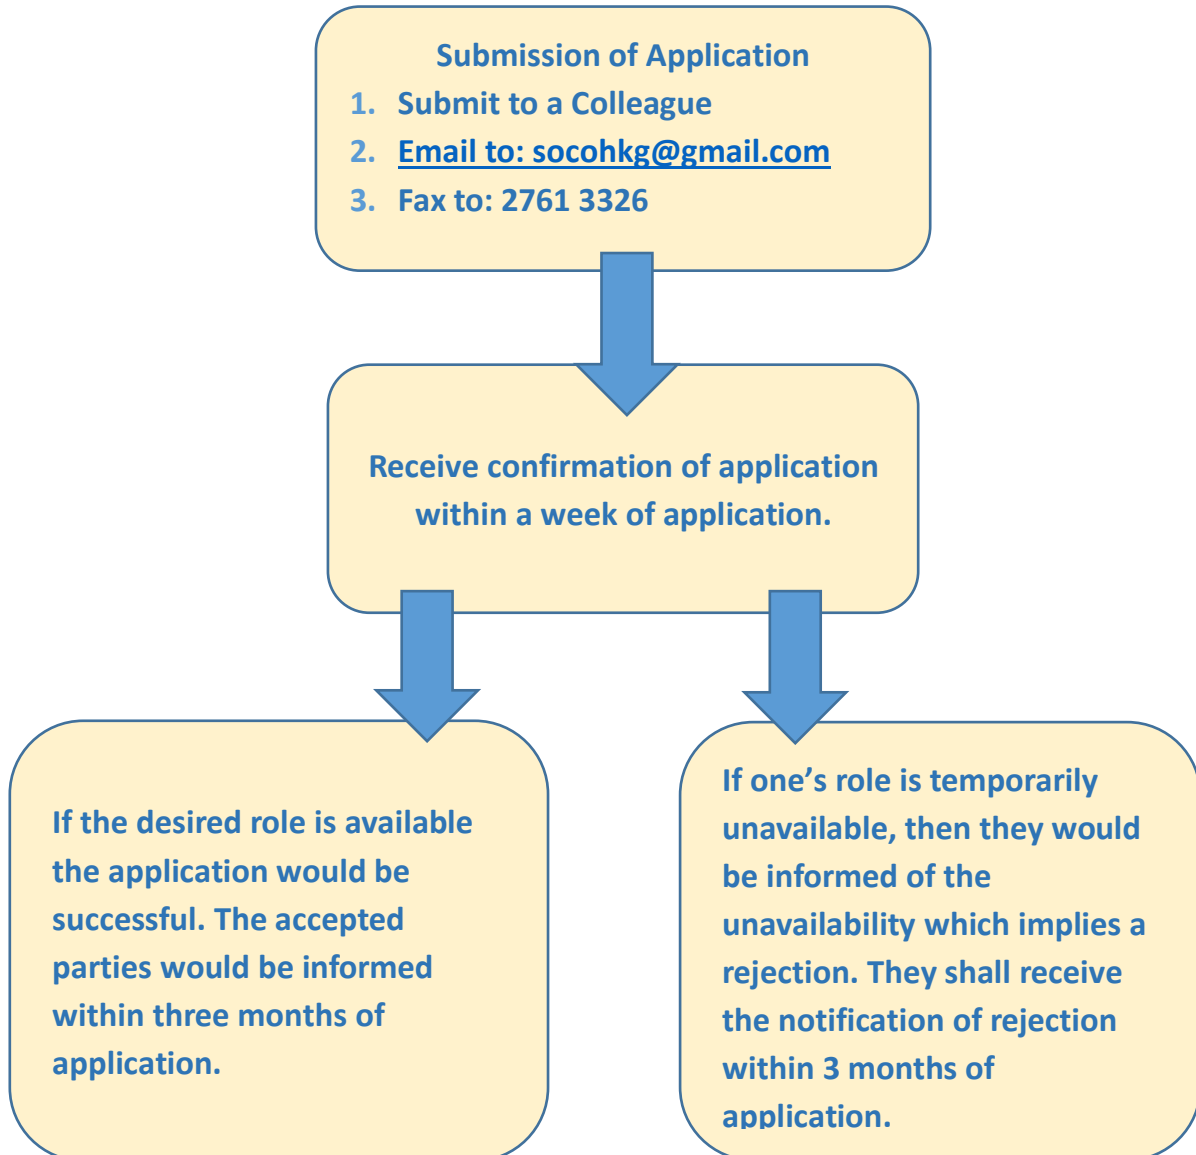 Submission of Application
1. Submit to a Colleague
2. Email to: socohkg@gmail.com
3. Fax to: 2761 3326
Receive confirmation of application
within a week of application.
If the desired role is available
the application would be
successful. The accepted
parties would be informed
within three months of
application.
If one’s role is temporarily
unavailable, then they would
be informed of the
unavailability which implies a
rejection. They shall receive
the notification of rejection
within 3 months of
application.